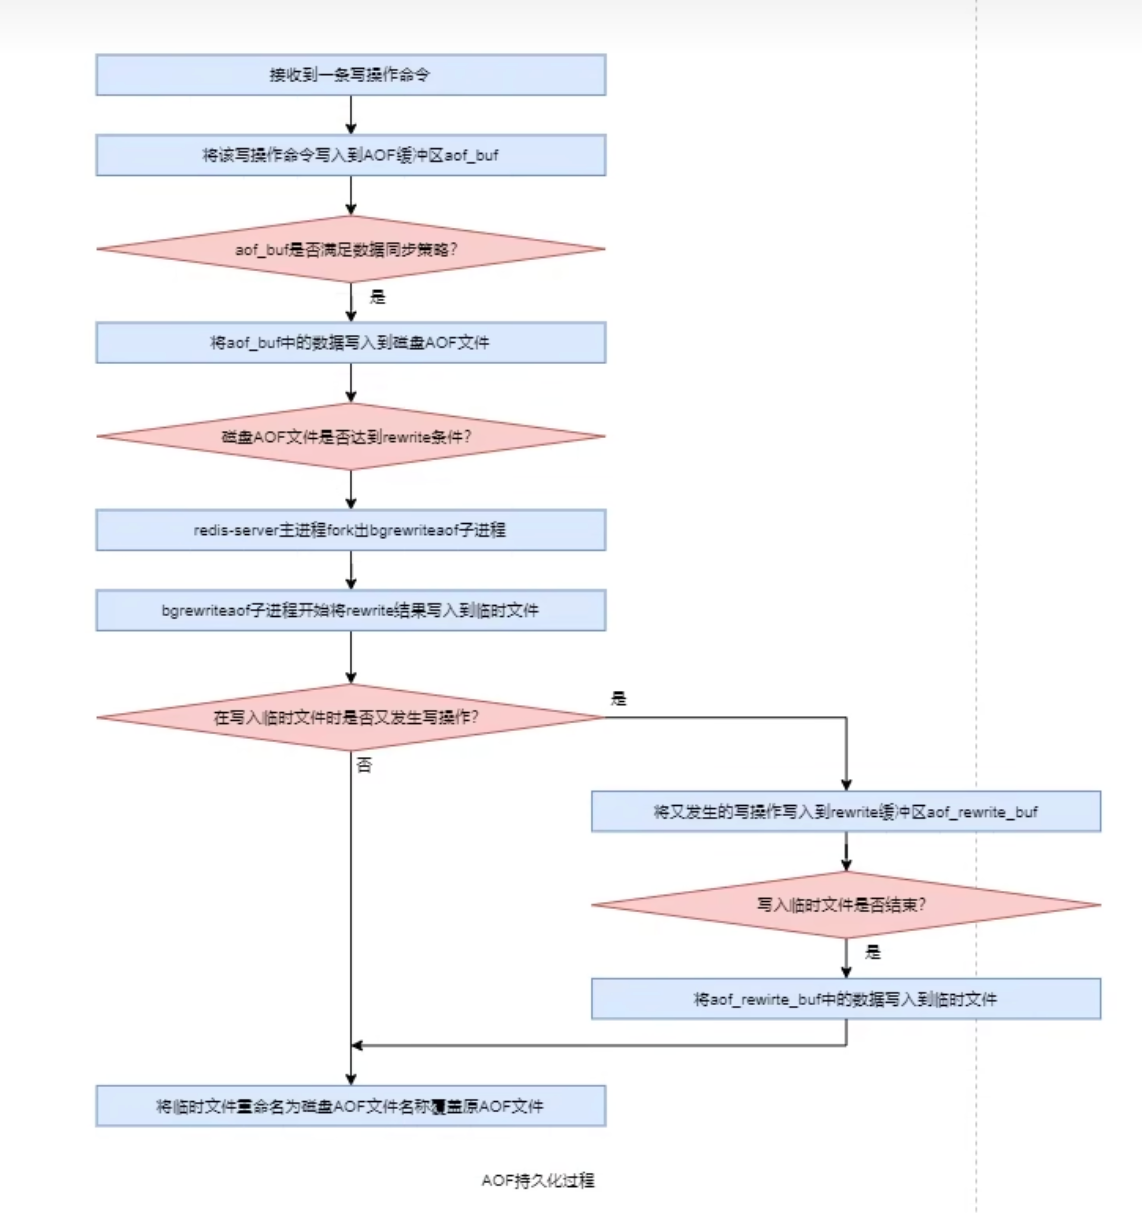 接收到一条写操作命令
将该写操作命令写入到AOF缓冲区aof_buf
aof_buf是否满足数据同步策略?
是
将aof_buf中的数据写入到磁盘AOF文件
磁盘AOF文件是否达到rewrite条件?
redis-server主进程fork出bgrewriteaof子进程
bgrewriteaof子进程开始将rewrite结果写入到临时文件
在写入临时文件时是否又发生写操作?
是
否
将又发生的写操作写入到rewrite缓冲区aof_rewrite_buf
写入临时文件是否结束?
是
将aof_rewirte_buf中的数据写入到临时文件
将临时文件重命名为磁盘AOF文件名称覆盖原AOF文件
AOF持久化过程